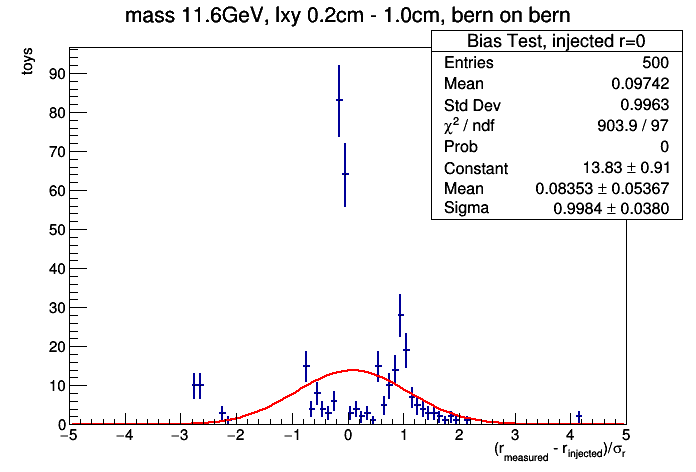 mass 11.6GeV, lxy 0.2cm - 1.0cm, bern on bern
Bias Test, injected r=0
Entries 500
Mean 0.09742
Std Dev 0.9963
χ² / ndf 903.9 / 97
Prob 0
Constant 13.83 ± 0.91
Mean 0.08353 ± 0.05367
Sigma 0.9984 ± 0.0380
toys
90
80
70
60
50
40
30
20
10
0
−5 −4 −3 −2 −1 0 1 2 3 4 5
(r_measured - r_injected)/σ_r